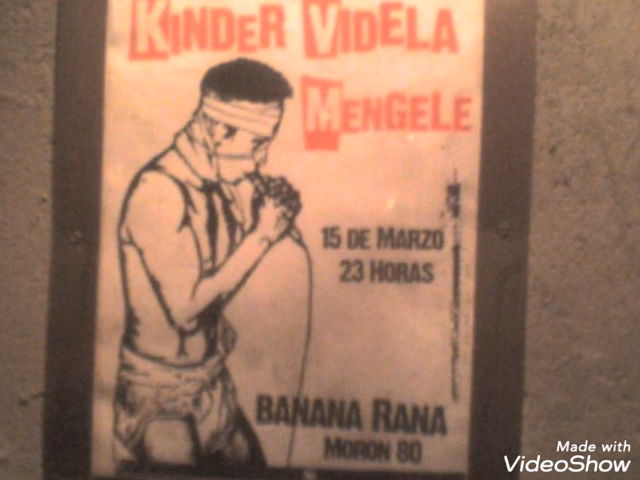 KINDER VIDELA
MENGELE
15 DE MARZO
23 HORAS
BANANA RANA
MORON 80
Made with
VideoShow